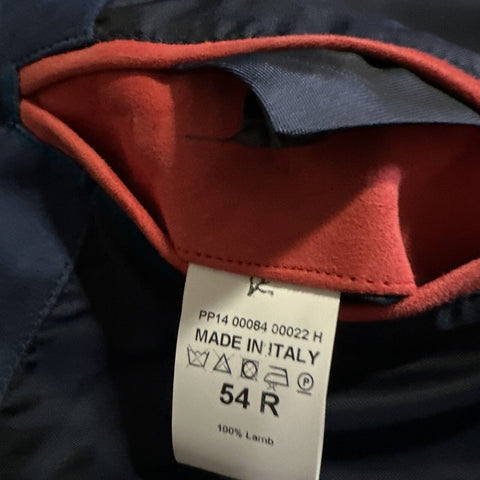 PP14 00084 00022 H
MADE IN ITALY
P
54 R
100% Lamb